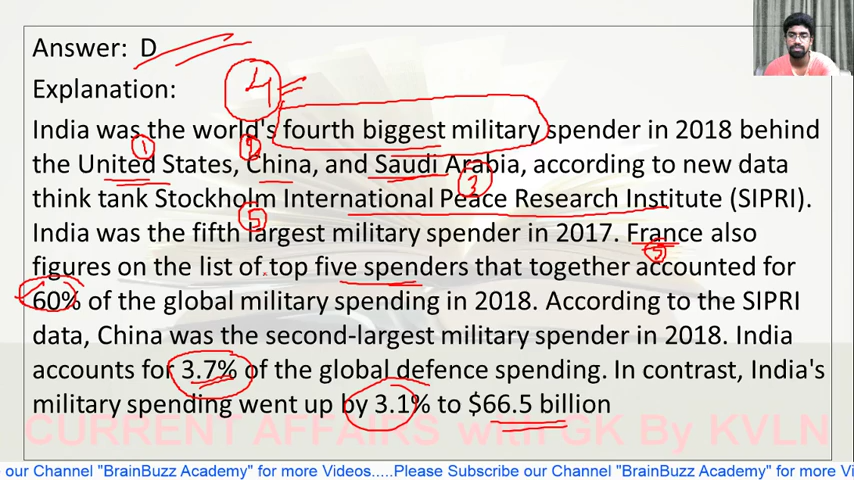 Answer: D
4
Explanation:
India was the world's fourth biggest military spender in 2018 behind
1 2
the United States, China, and Saudi Arabia, according to new data
3
think tank Stockholm International Peace Research Institute (SIPRI).
5
India was the fifth largest military spender in 2017. France also
5
figures on the list of top five spenders that together accounted for
60% of the global military spending in 2018. According to the SIPRI
data, China was the second-largest military spender in 2018. India
accounts for 3.7% of the global defence spending. In contrast, India's
military spending went up by 3.1% to $66.5 billion
CURRENT AFFAIRS with GK By KVLN
our Channel "BrainBuzz Academy" for more Videos.....Please Subscribe our Channel "BrainBuzz Academy" for more Vi